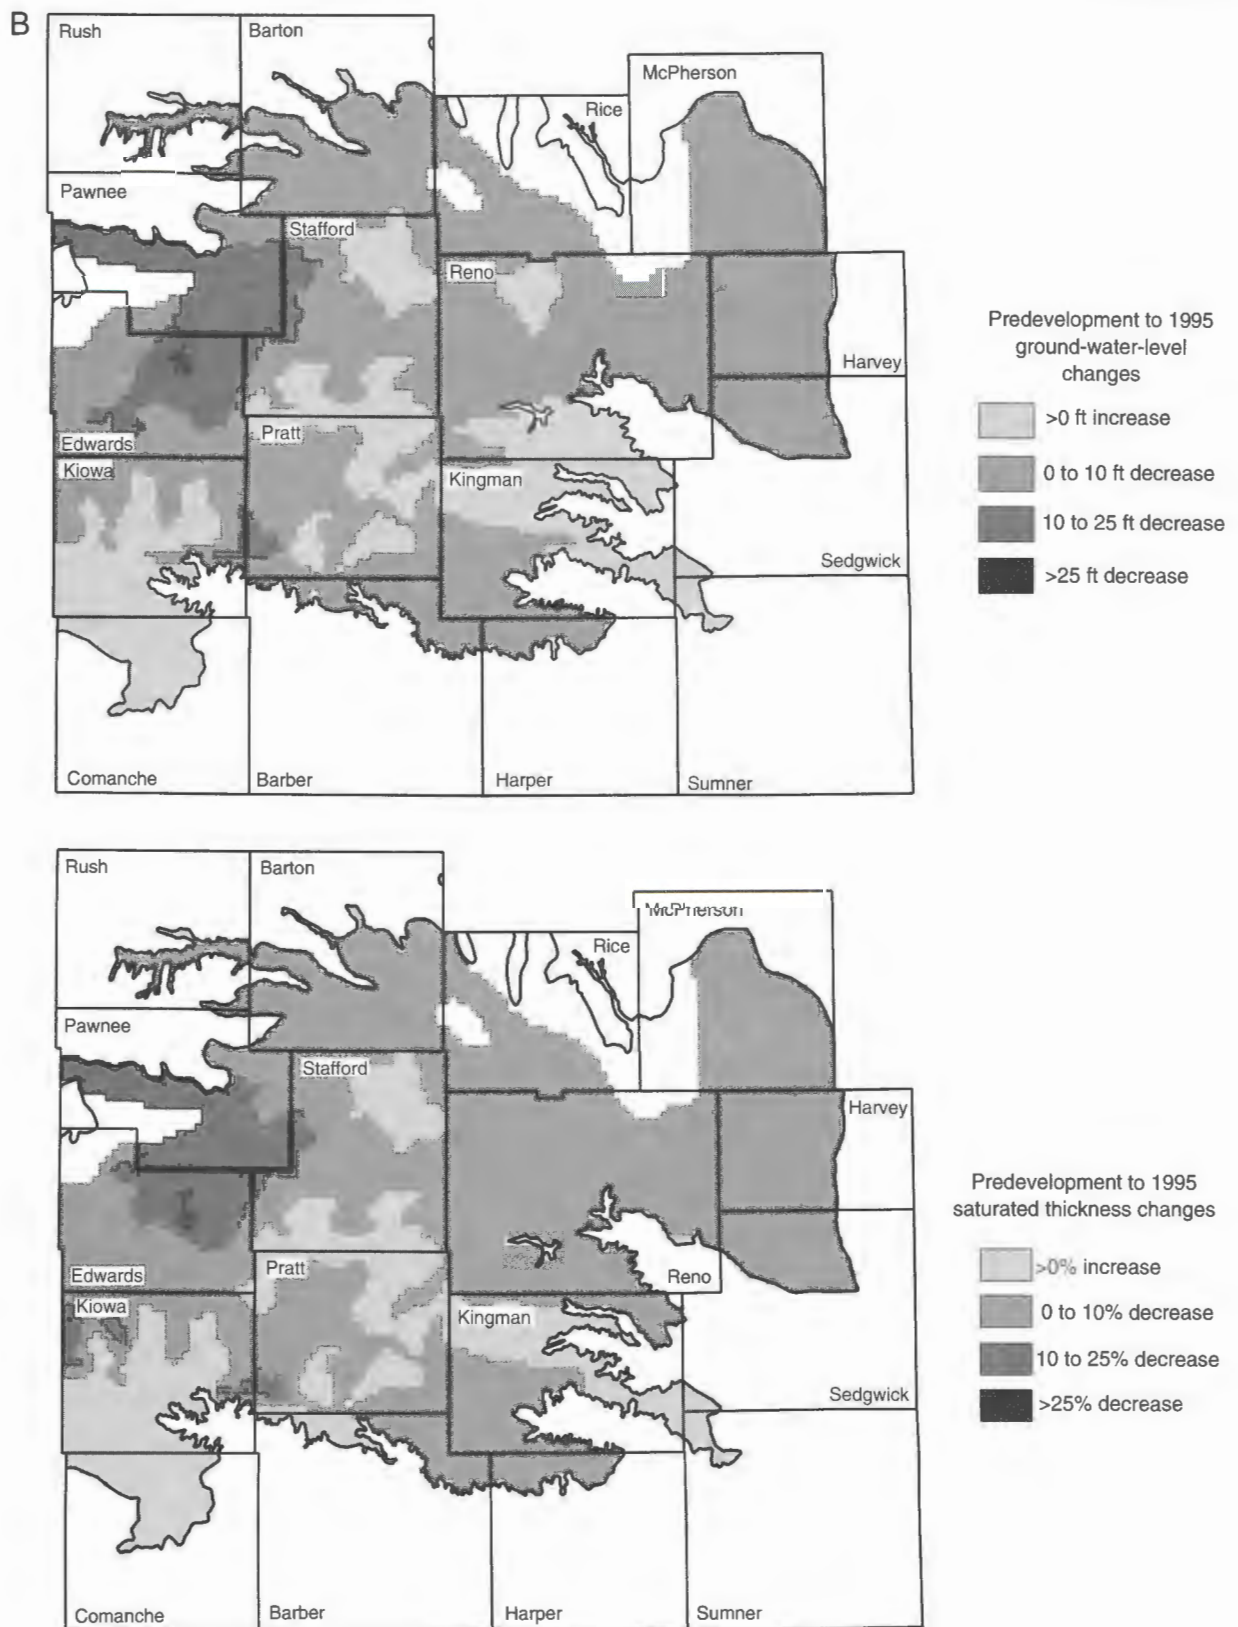 B
Rush
Barton
McPherson
Rice
Pawnee
Stafford
Reno
Harvey
Edwards
Pratt
Kiowa
Kingman
Sedgwick
Comanche
Barber
Harper
Sumner
Predevelopment to 1995
ground-water-level
changes
>0 ft increase
0 to 10 ft decrease
10 to 25 ft decrease
>25 ft decrease
Rush
Barton
McPherson
Rice
Pawnee
Stafford
Harvey
Edwards
Pratt
Reno
Kiowa
Kingman
Sedgwick
Comanche
Barber
Harper
Sumner
Predevelopment to 1995
saturated thickness changes
>0% increase
0 to 10% decrease
10 to 25% decrease
>25% decrease